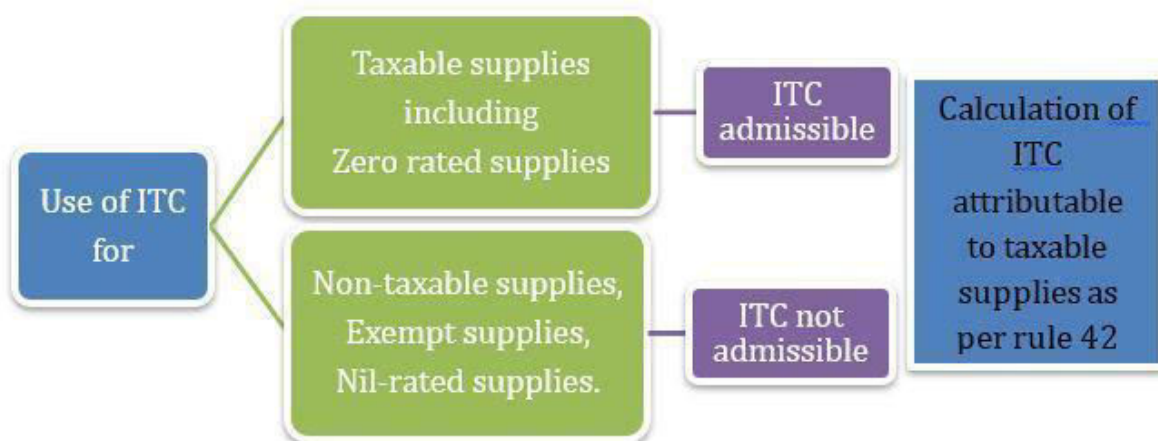 Use of ITC
for
Taxable supplies
including
Zero rated supplies
ITC
admissible
Non-taxable supplies,
Exempt supplies,
Nil-rated supplies.
ITC not
admissible
Calculation of
ITC
attributable
to taxable
supplies as
per rule 42